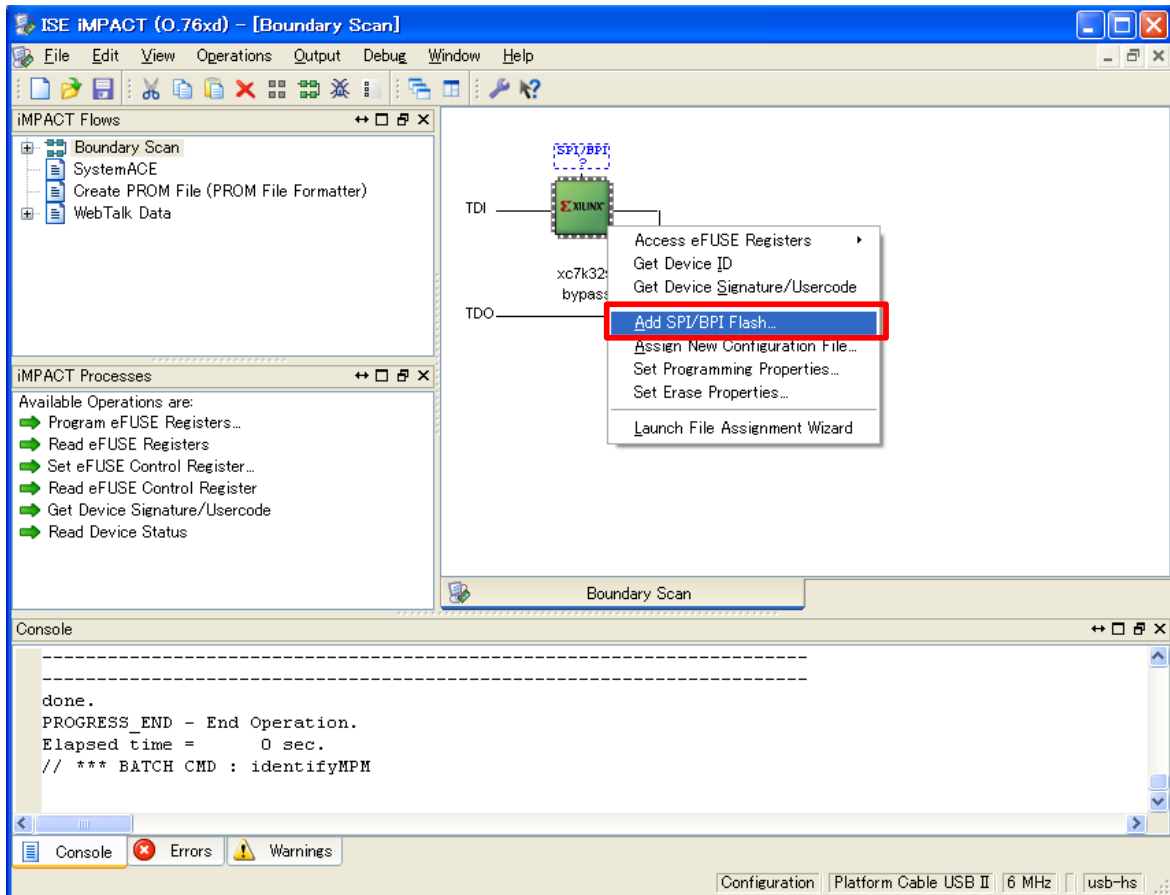 ISE iMPACT (O.76xd) - [Boundary Scan]
File Edit View Operations Output Debug Window Help
iMPACT Flows
Boundary Scan
SystemACE
Create PROM File (PROM File Formatter)
WebTalk Data
SPI/BPI
?
TDI
XILINX
xc7k32
bypass
TDO
Access eFUSE Registers
Get Device ID
Get Device Signature/Usercode
Add SPI/BPI Flash...
Assign New Configuration File...
Set Programming Properties...
Set Erase Properties...
Launch File Assignment Wizard
iMPACT Processes
Available Operations are:
Program eFUSE Registers...
Read eFUSE Registers
Set eFUSE Control Register...
Read eFUSE Control Register
Get Device Signature/Usercode
Read Device Status
Boundary Scan
Console
----------------------------------------------------------------------
----------------------------------------------------------------------
done.
PROGRESS_END - End Operation.
Elapsed time =      0 sec.
// *** BATCH CMD : identifyMPM
Console Errors Warnings
Configuration Platform Cable USB II 6 MHz usb-hs